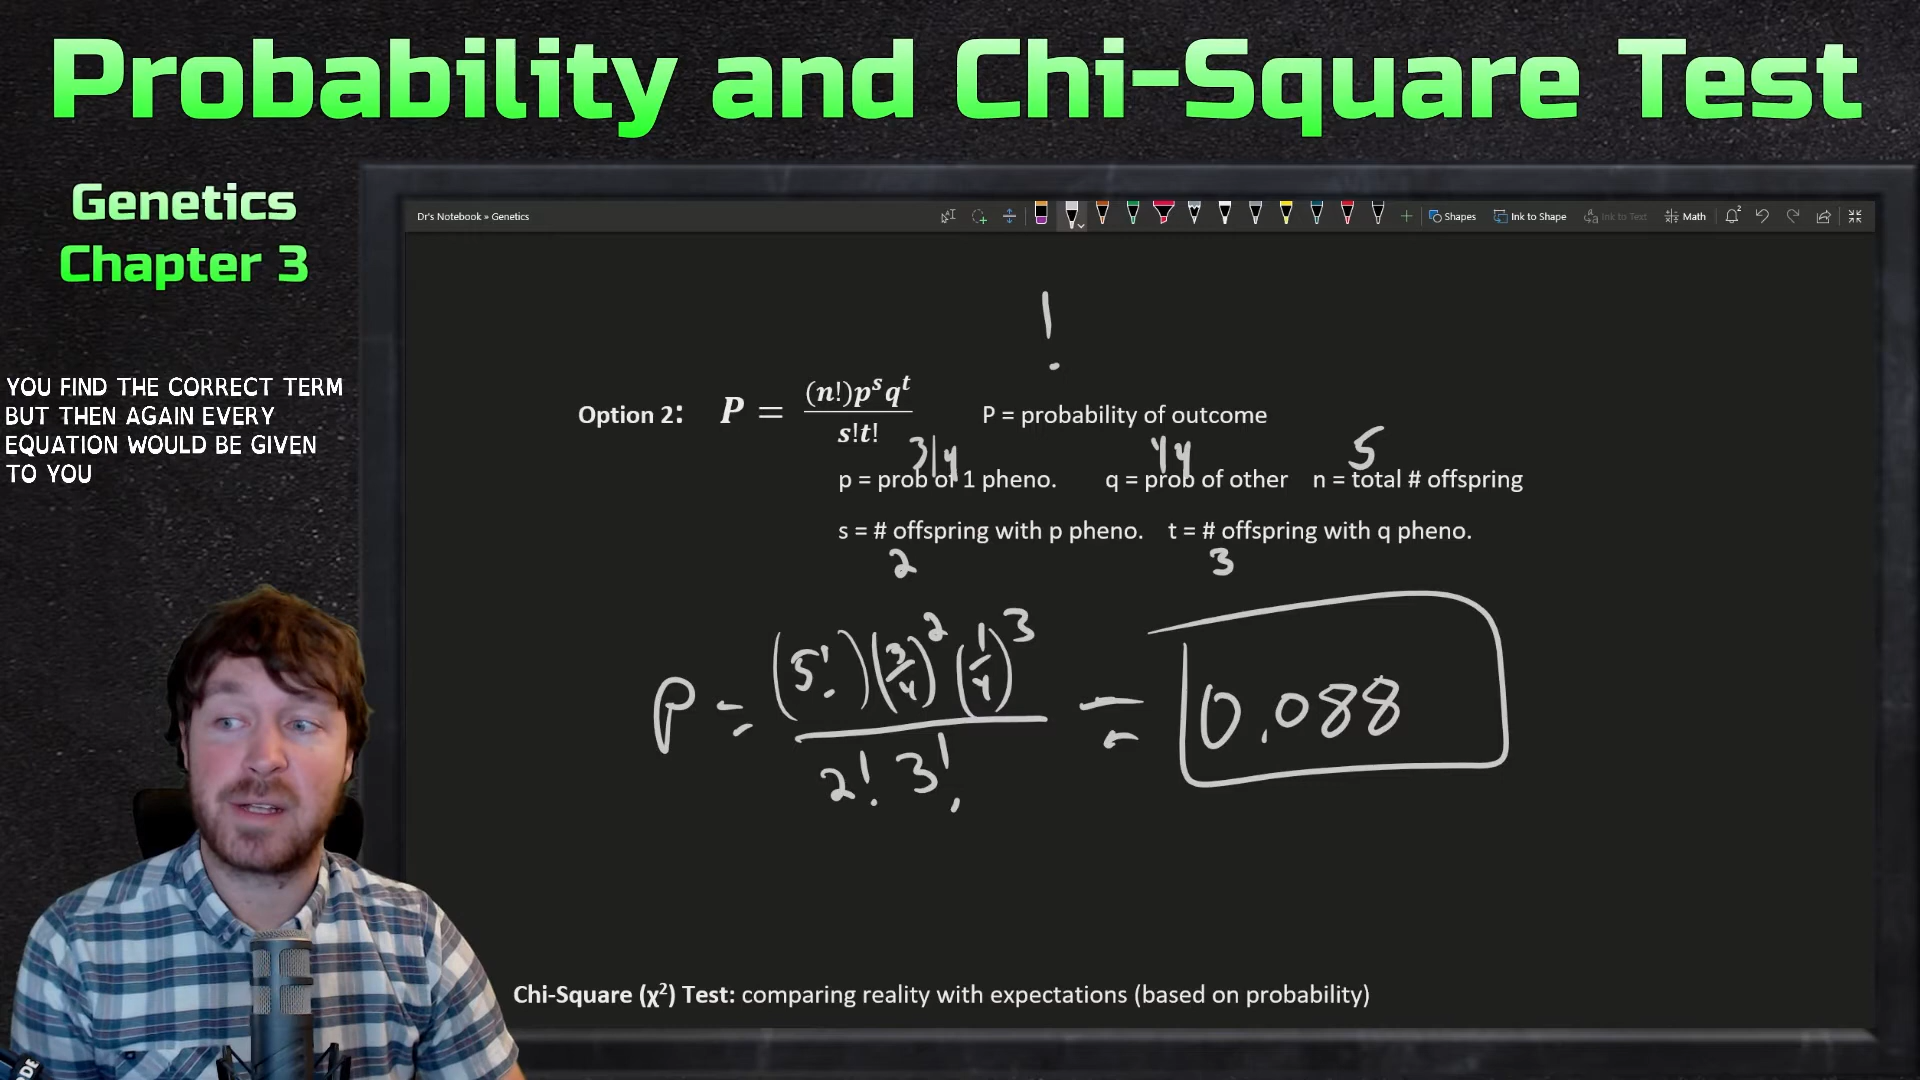 Probability and Chi-Square Test
Genetics
Chapter 3
YOU FIND THE CORRECT TERM
BUT THEN AGAIN EVERY
EQUATION WOULD BE GIVEN
TO YOU
Dr's Notebook » Genetics
Shapes
Ink to Shape
Ink to Text
Math
!
Option 2: P = (n!)p^s q^t / s!t! P = probability of outcome
3/4 1/4 5
p = prob of 1 pheno. q = prob of other n = total # offspring
s = # offspring with p pheno. t = # offspring with q pheno.
2 3
P = (5!)(3/4)^2 (1/4)^3 / 2! 3! = 0.088
Chi-Square (χ²) Test: comparing reality with expectations (based on probability)